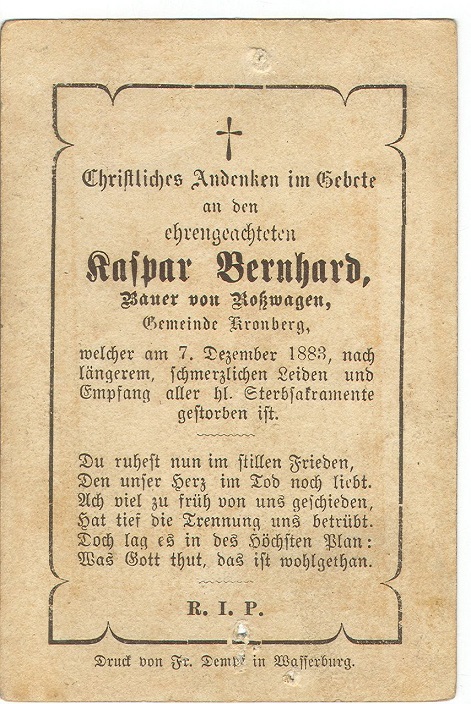 Christliches Andenken im Gebete
an den
ehrengeachteten
Kaspar Bernhard,
Bauer von Roßwagen,
Gemeinde Kronberg,
welcher am 7. Dezember 1883, nach
längerem, schmerzlichen Leiden und
Empfang aller hl. Sterbsakramente
gestorben ist.
Du ruhest nun im stillen Frieden,
Den unser Herz im Tod noch liebt.
Ach viel zu früh von uns geschieden,
Hat tief die Trennung uns betrübt.
Doch lag es in des Höchsten Plan:
Was Gott thut, das ist wohlgethan.
R. I. P.
Druck von Fr. Dempf in Wasserburg.